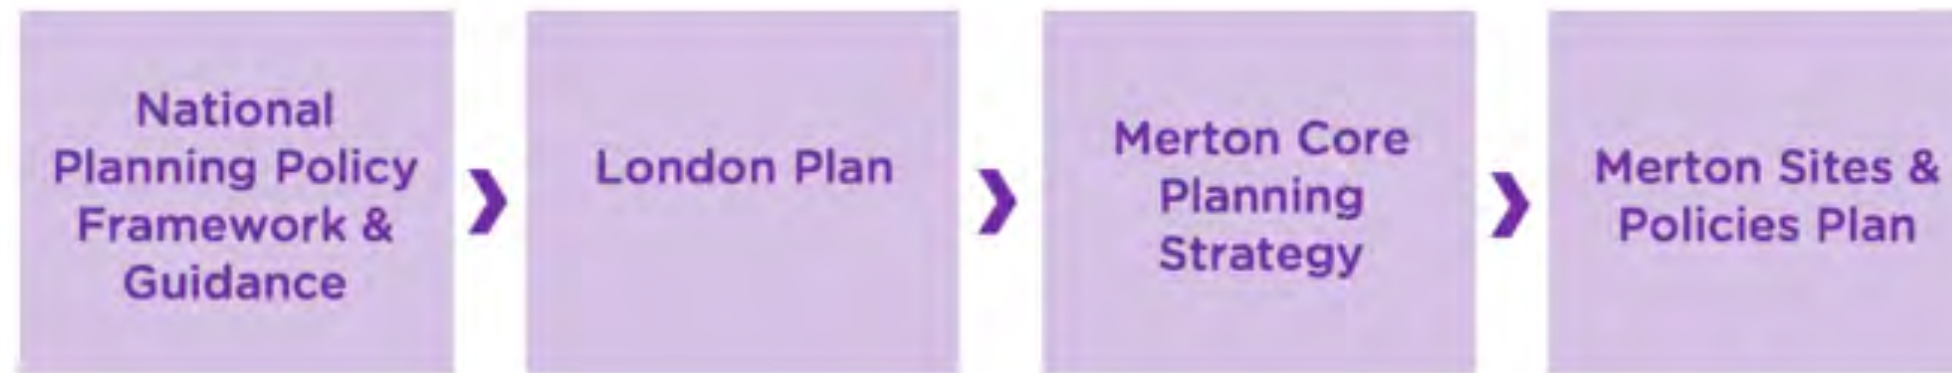 National
Planning Policy
Framework &
Guidance
London Plan
Merton Core
Planning
Strategy
Merton Sites &
Policies Plan